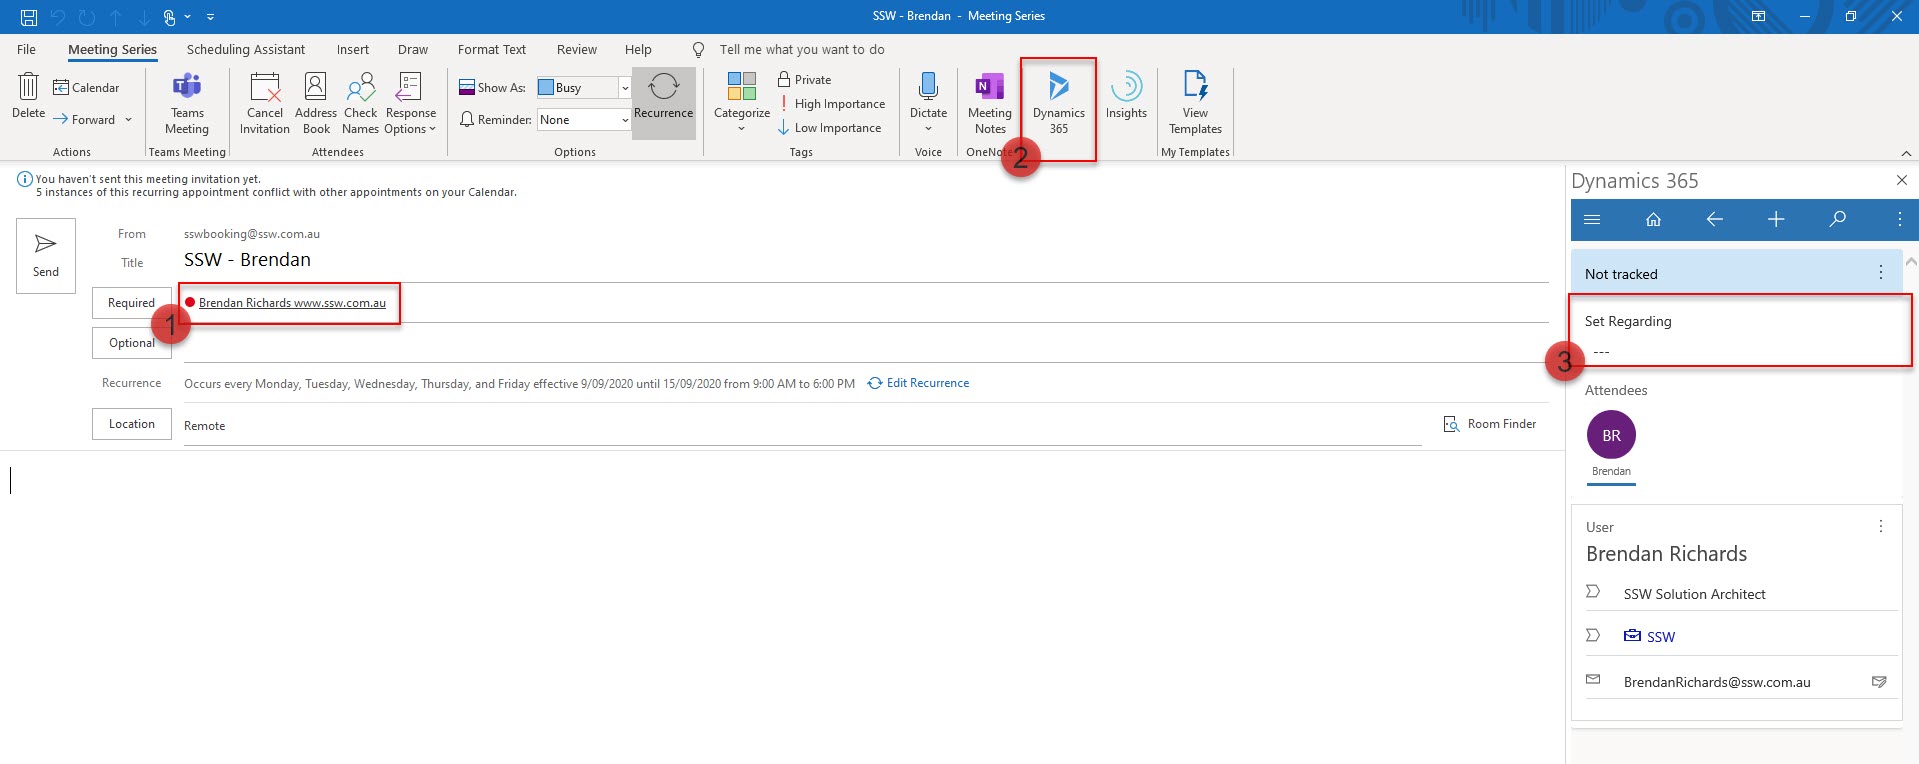 SSW - Brendan - Meeting Series
File Meeting Series Scheduling Assistant Insert Draw Format Text Review Help Tell me what you want to do
Delete
Calendar
Forward
Actions
Teams
Meeting
Teams Meeting
Cancel
Invitation
Address
Book
Check
Names
Response
Options
Attendees
Show As: Busy
Reminder: None
Recurrence
Options
Categorize
Private
High Importance
Low Importance
Tags
Dictate
Voice
Meeting
Notes
OneNote
Dynamics
365
2
Insights
View
Templates
My Templates
You haven't sent this meeting invitation yet.
5 instances of this recurring appointment conflict with other appointments on your Calendar.
Send
From sswbooking@ssw.com.au
Title SSW - Brendan
Required Brendan Richards www.ssw.com.au
1
Optional
Recurrence Occurs every Monday, Tuesday, Wednesday, Thursday, and Friday effective 9/09/2020 until 15/09/2020 from 9:00 AM to 6:00 PM Edit Recurrence
Location Remote Room Finder
Dynamics 365
Not tracked
Set Regarding
---
3
Attendees
BR
Brendan
User
Brendan Richards
SSW Solution Architect
SSW
BrendanRichards@ssw.com.au